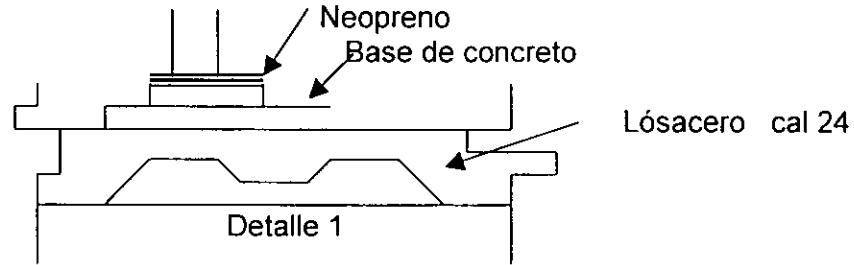 Neopreno
Base de concreto
Lósacero cal 24
Detalle 1